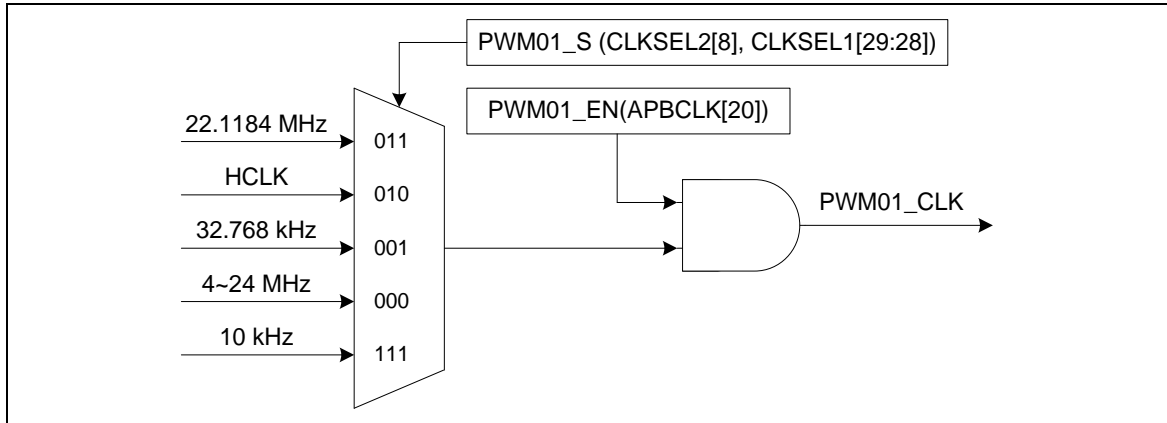 PWM01_S (CLKSEL2[8], CLKSEL1[29:28])
PWM01_EN(APBCLK[20])
22.1184 MHz
011
HCLK
010
PWM01_CLK
32.768 kHz
001
4~24 MHz
000
10 kHz
111